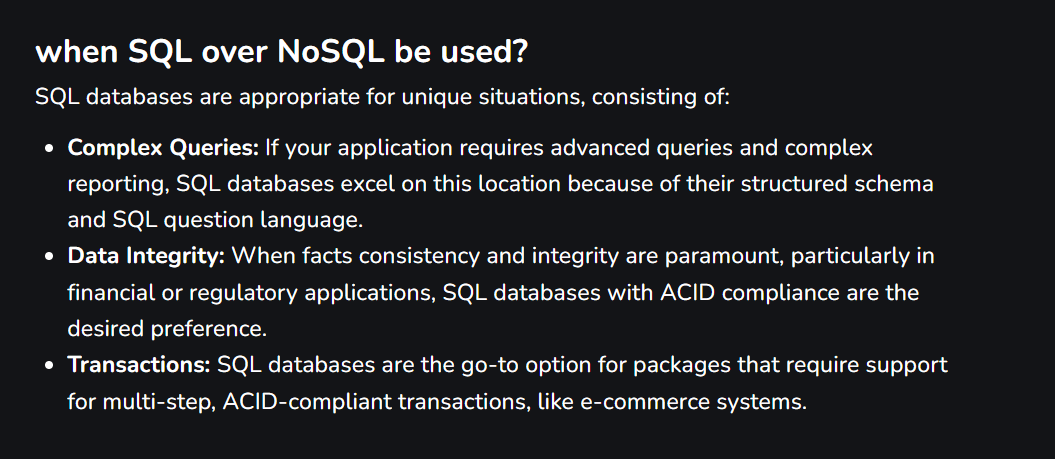 when SQL over NoSQL be used?
SQL databases are appropriate for unique situations, consisting of:
• Complex Queries: If your application requires advanced queries and complex
reporting, SQL databases excel on this location because of their structured schema
and SQL question language.
• Data Integrity: When facts consistency and integrity are paramount, particularly in
financial or regulatory applications, SQL databases with ACID compliance are the
desired preference.
• Transactions: SQL databases are the go-to option for packages that require support
for multi-step, ACID-compliant transactions, like e-commerce systems.